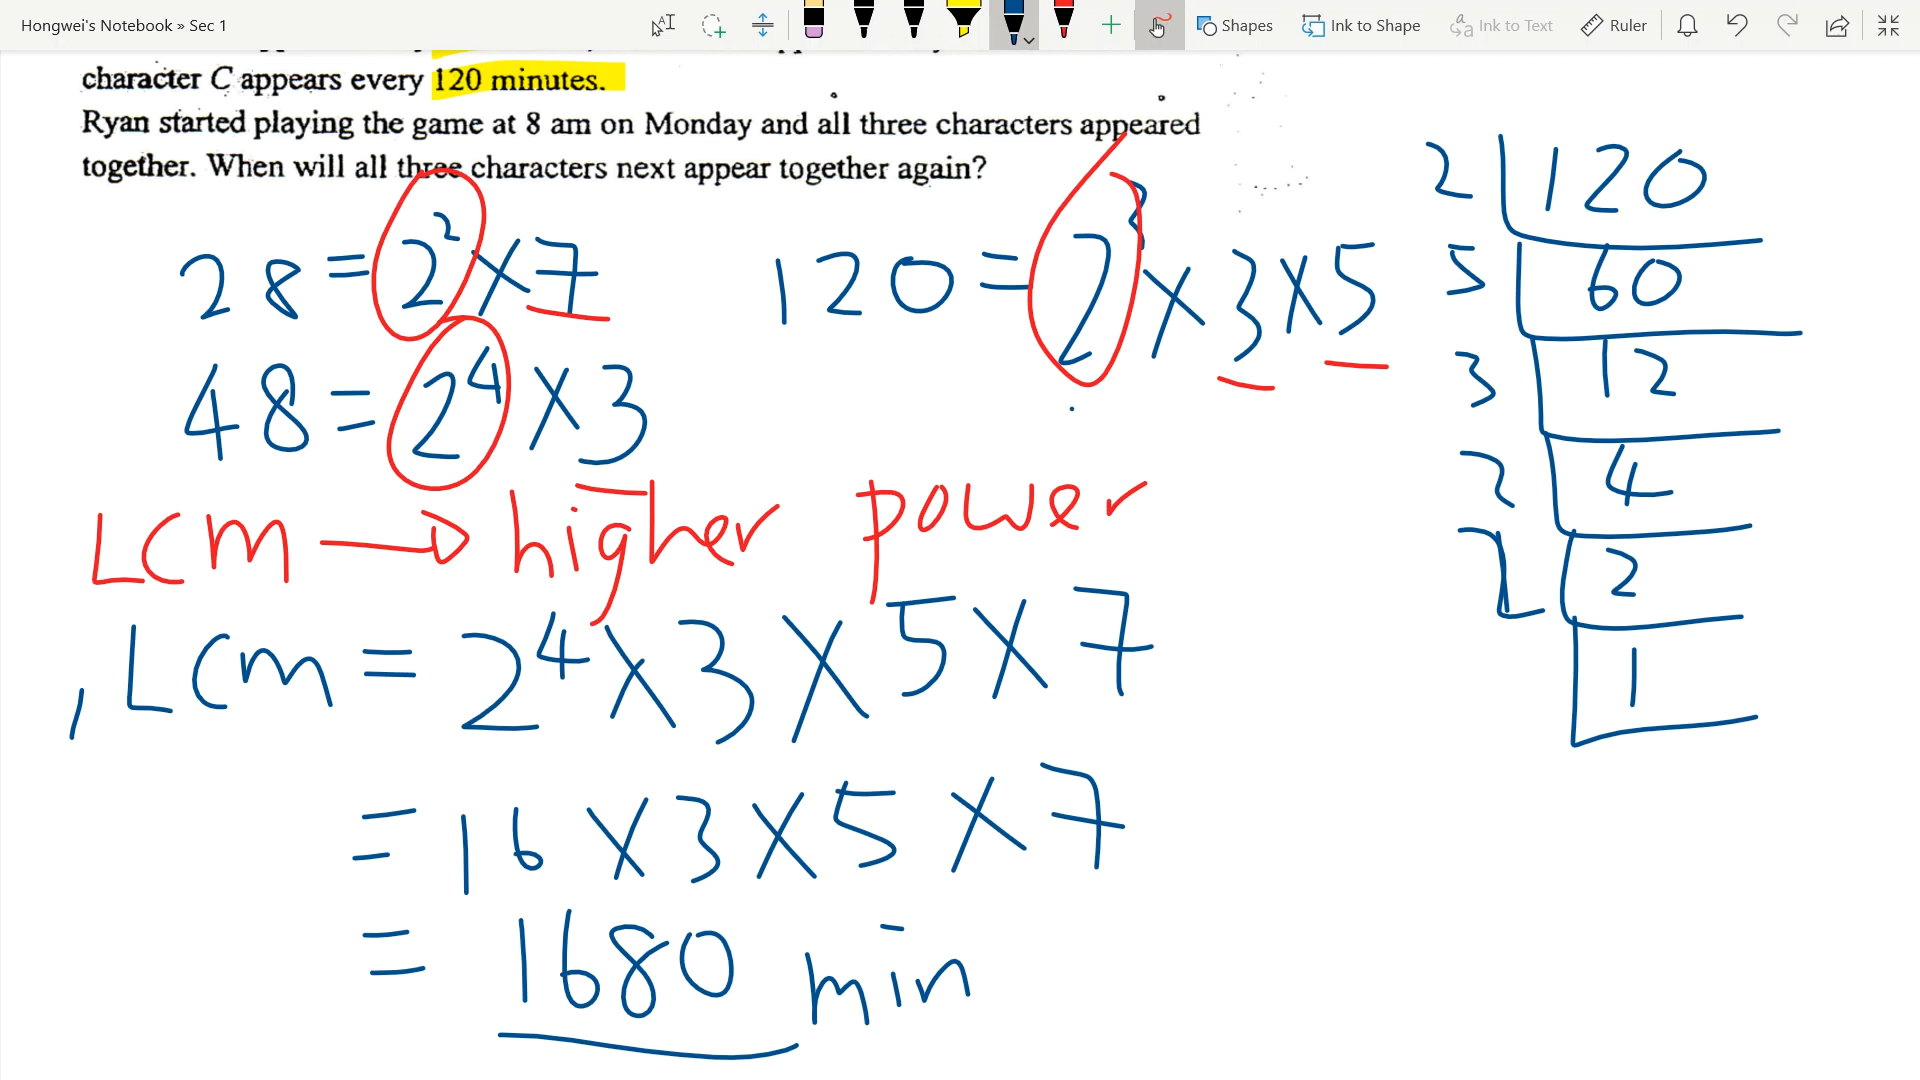 Hongwei's Notebook » Sec 1
Shapes
Ink to Shape
Ink to Text
Ruler
character C appears every 120 minutes.
Ryan started playing the game at 8 am on Monday and all three characters appeared
together. When will all three characters next appear together again?
28 = 2² × 7
120 = 2³ × 3 × 5
48 = 2⁴ × 3
LCM → higher power
LCM = 2⁴ × 3 × 5 × 7
= 16 × 3 × 5 × 7
= 1680 min
2 120
5 60
3 12
2 4
2 2
1